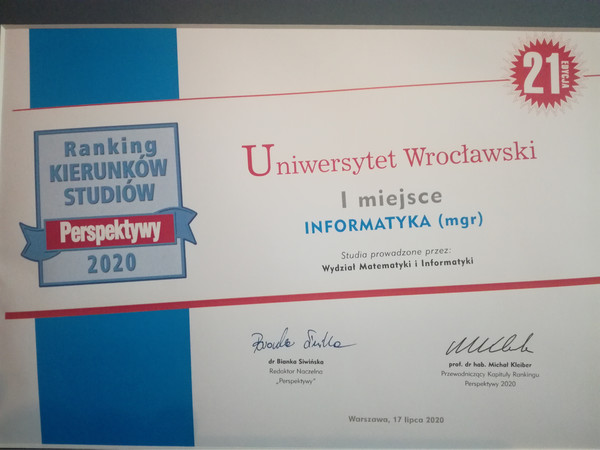 21
EDYCJA
Ranking
KIERUNKÓW
STUDIÓW
Perspektywy
2020
Uniwersytet Wrocławski
I miejsce
INFORMATYKA (mgr)
Studia prowadzone przez:
Wydział Matematyki i Informatyki
dr Bianka Siwińska
Redaktor Naczelna
„Perspektywy”
prof. dr hab. Michał Kleiber
Przewodniczący Kapituły Rankingu
Perspektywy 2020
Warszawa, 17 lipca 2020